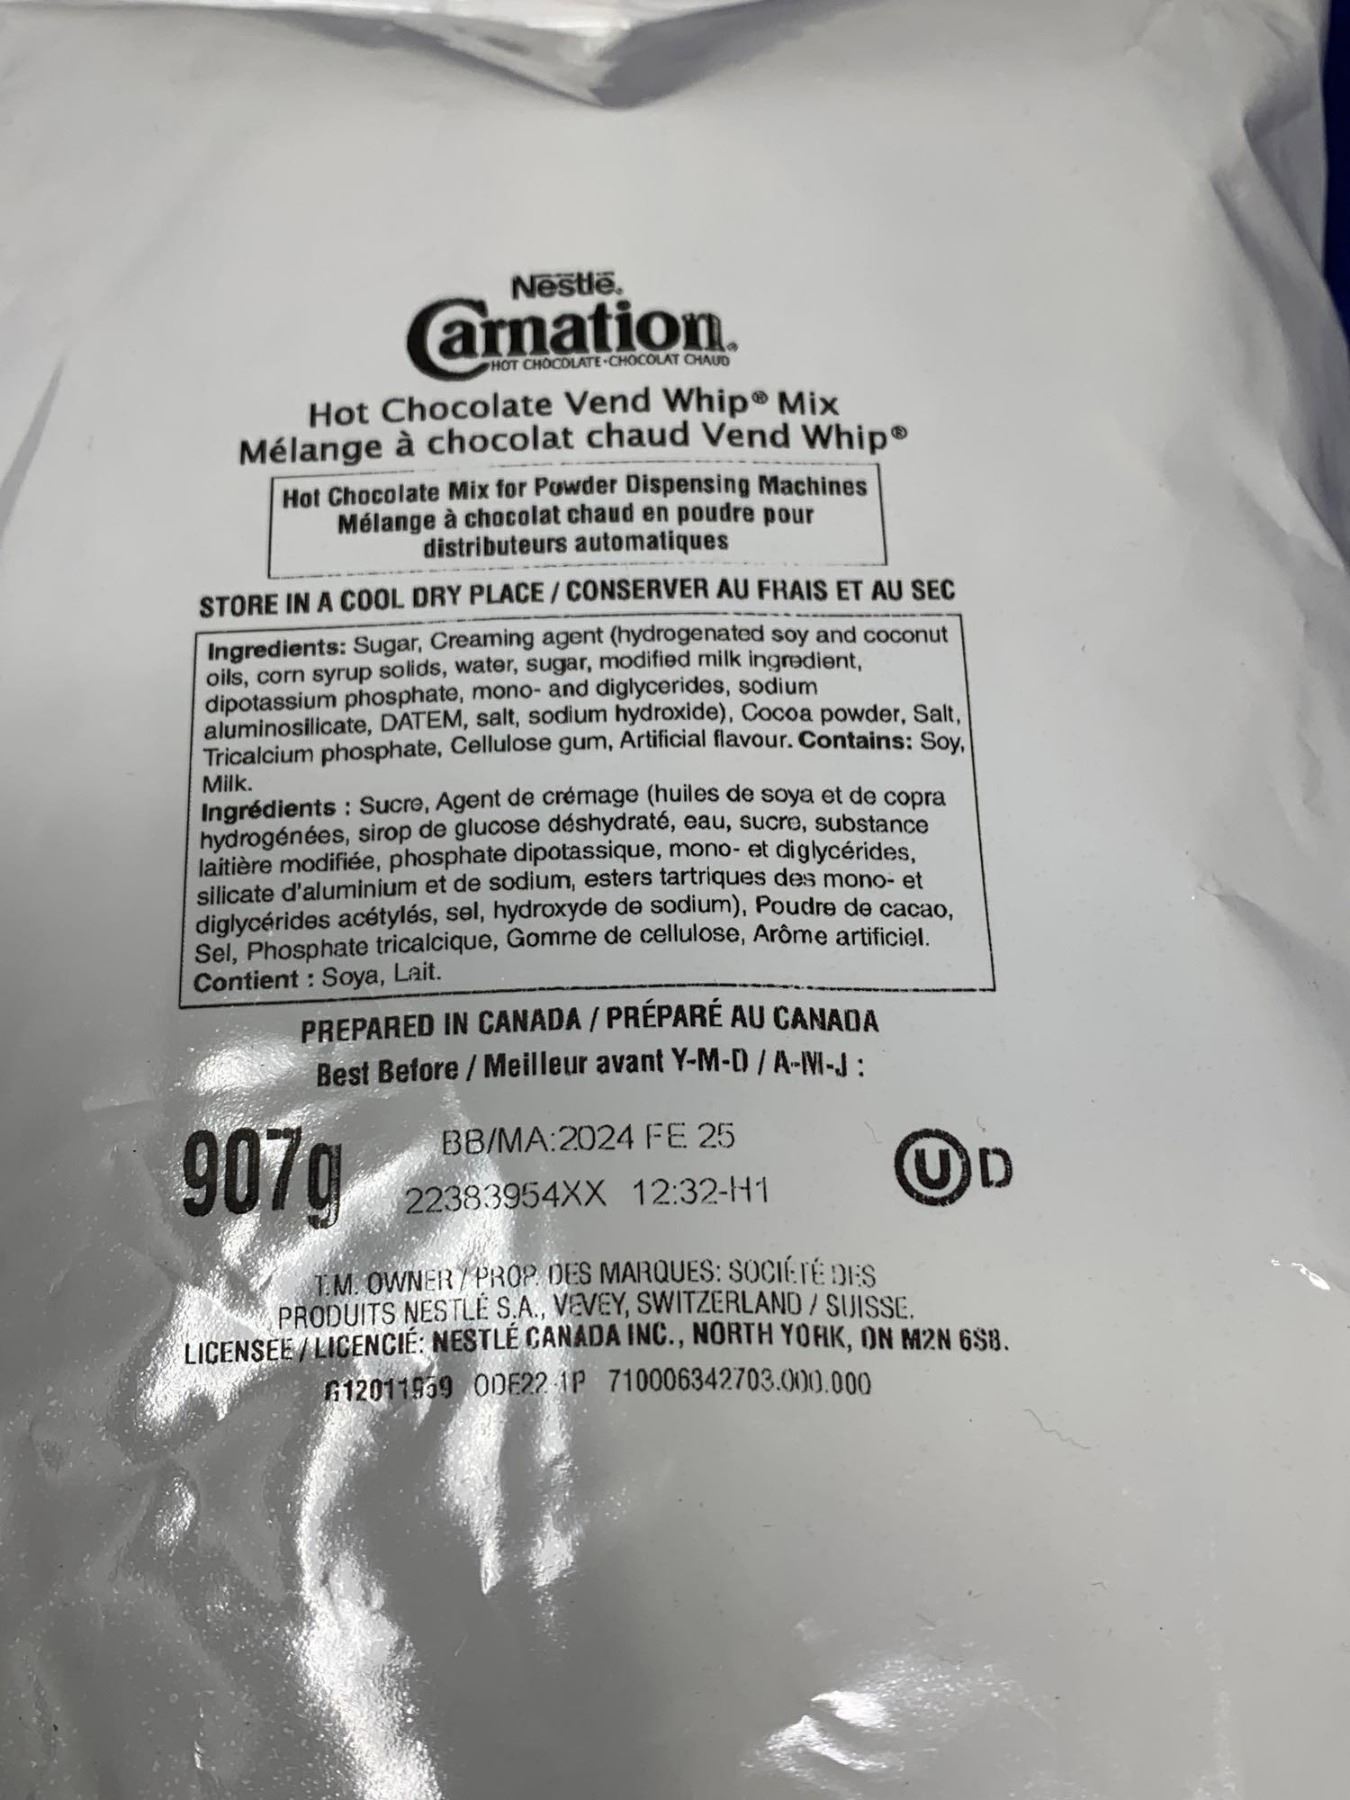 Nestlé.
Carnation®
HOT CHOCOLATE • CHOCOLAT CHAUD
Hot Chocolate Vend Whip® Mix
Mélange à chocolat chaud Vend Whip®
Hot Chocolate Mix for Powder Dispensing Machines
Mélange à chocolat chaud en poudre pour
distributeurs automatiques
STORE IN A COOL DRY PLACE / CONSERVER AU FRAIS ET AU SEC
Ingredients: Sugar, Creaming agent (hydrogenated soy and coconut
oils, corn syrup solids, water, sugar, modified milk ingredient,
dipotassium phosphate, mono- and diglycerides, sodium
aluminosilicate, DATEM, salt, sodium hydroxide), Cocoa powder, Salt,
Tricalcium phosphate, Cellulose gum, Artificial flavour. Contains: Soy,
Milk.
Ingrédients : Sucre, Agent de crémage (huiles de soya et de copra
hydrogénées, sirop de glucose déshydraté, eau, sucre, substance
laitière modifiée, phosphate dipotassique, mono- et diglycérides,
silicate d'aluminium et de sodium, esters tartriques des mono- et
diglycérides acétylés, sel, hydroxyde de sodium), Poudre de cacao,
Sel, Phosphate tricalcique, Gomme de cellulose, Arôme artificiel.
Contient : Soya, Lait.
PREPARED IN CANADA / PRÉPARÉ AU CANADA
Best Before / Meilleur avant Y-M-D / A-M-J :
907g
BB/MA:2024 FE 25
22383954XX 12:32-H1
U D
T.M. OWNER / PROP. DES MARQUES: SOCIÉTÉ DES
PRODUITS NESTLÉ S.A., VEVEY, SWITZERLAND / SUISSE.
LICENSEE / LICENCIÉ: NESTLÉ CANADA INC., NORTH YORK, ON M2N 6S8.
ODE22-1P 710006342703.000.000